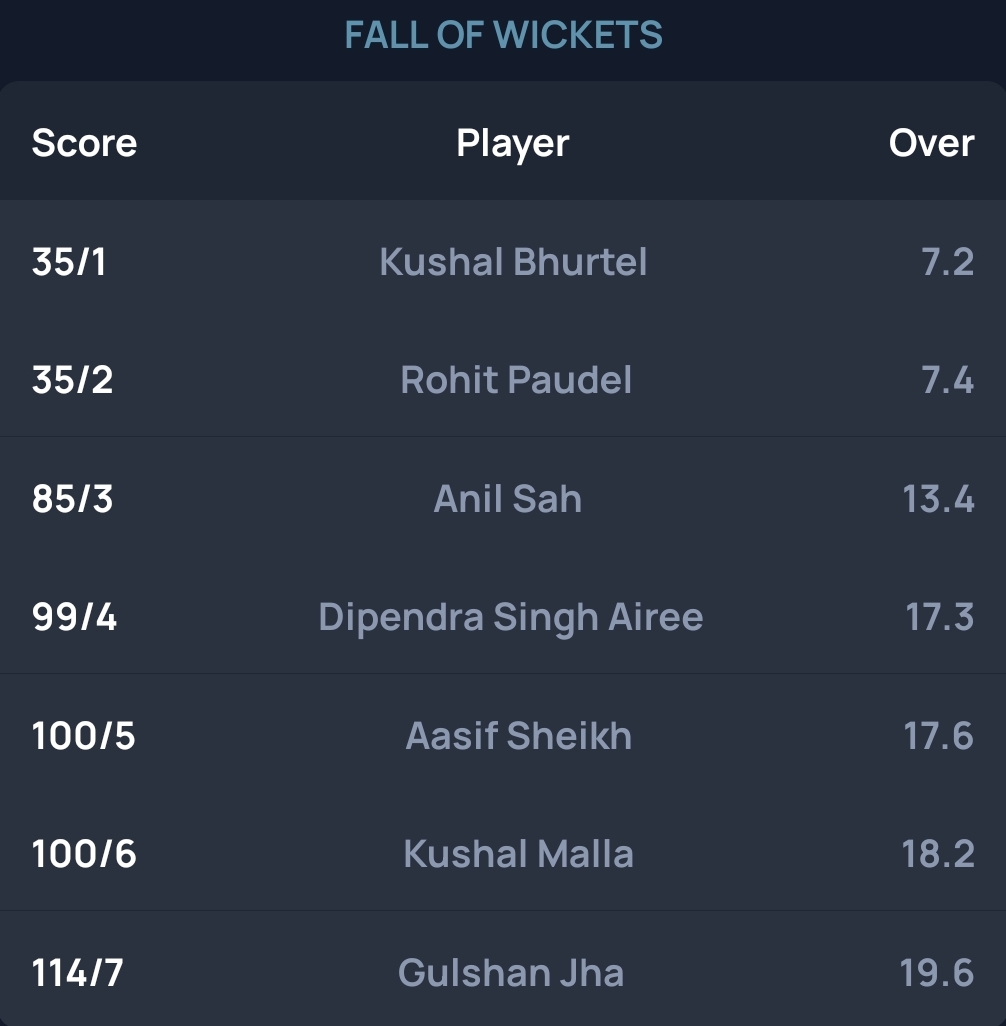 FALL OF WICKETS
Score Player Over
35/1 Kushal Bhurtel 7.2
35/2 Rohit Paudel 7.4
85/3 Anil Sah 13.4
99/4 Dipendra Singh Airee 17.3
100/5 Aasif Sheikh 17.6
100/6 Kushal Malla 18.2
114/7 Gulshan Jha 19.6